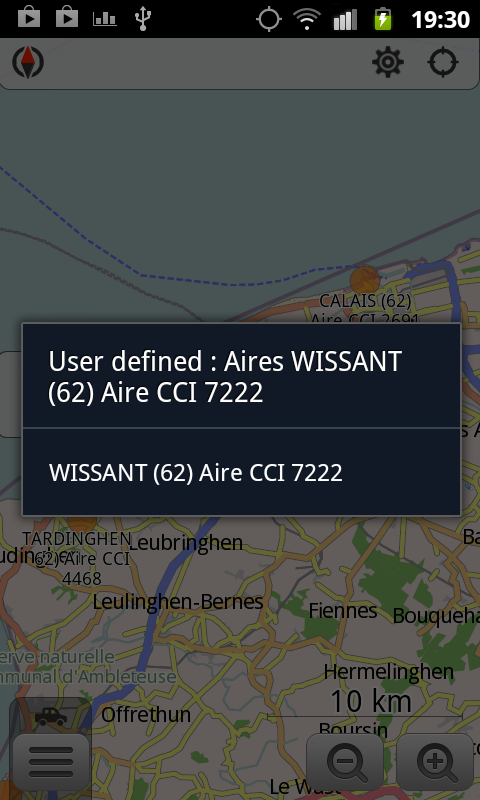 19:30
CALAIS (62)
Aire CCI 2691
User defined : Aires WISSANT
(62) Aire CCI 7222
WISSANT (62) Aire CCI 7222
TARDINGHEN
62) Aire CCI
4468
Leubringhen
Leulinghen-Bernes
Fiennes
Bouqueha
erve naturelle
mmunal d'Ambleteuse
Hermelinghen
10 km
Offrethun
Boursin
Le Wast